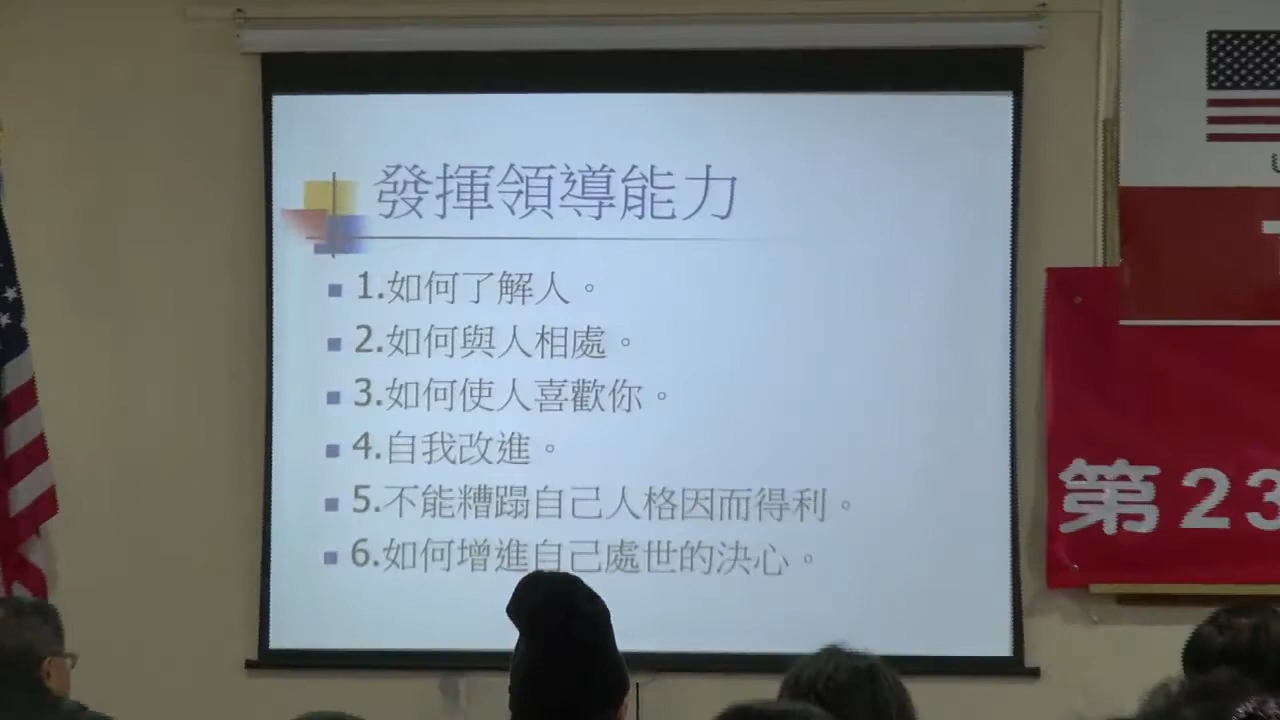 發揮領導能力
1.如何了解人。
2.如何與人相處。
3.如何使人喜歡你。
4.自我改進。
5.不能糟蹋自己人格因而得利。
6.如何增進自己處世的決心。
第23